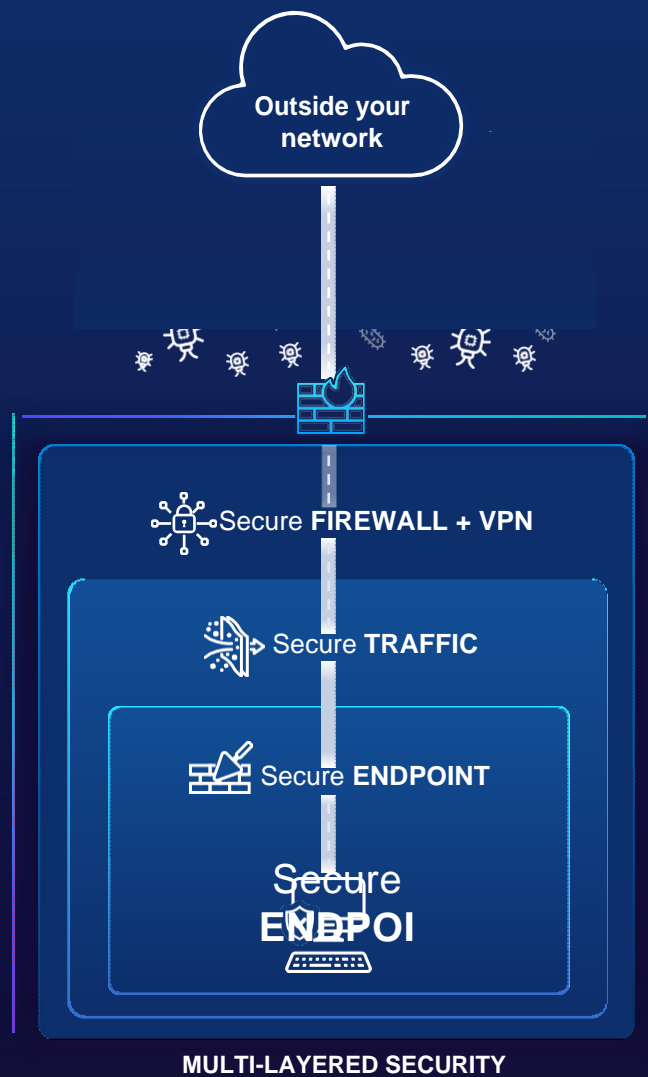 Outside your
network
Secure FIREWALL + VPN
Secure TRAFFIC
Secure ENDPOINT
Secure
ENDPOI
MULTI-LAYERED SECURITY